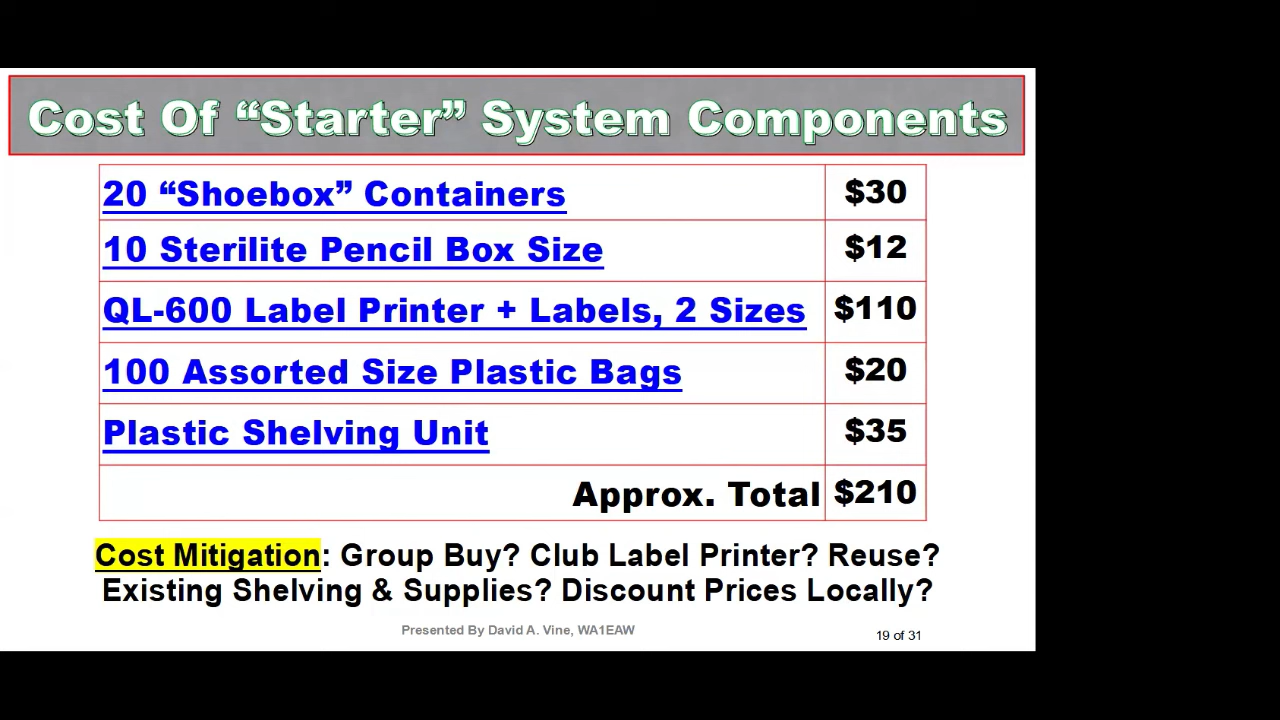 Cost Of “Starter” System Components
20 “Shoebox” Containers $30
10 Sterilite Pencil Box Size $12
QL-600 Label Printer + Labels, 2 Sizes $110
100 Assorted Size Plastic Bags $20
Plastic Shelving Unit $35
Approx. Total $210
Cost Mitigation: Group Buy? Club Label Printer? Reuse?
Existing Shelving & Supplies? Discount Prices Locally?
Presented By David A. Vine, WA1EAW
19 of 31